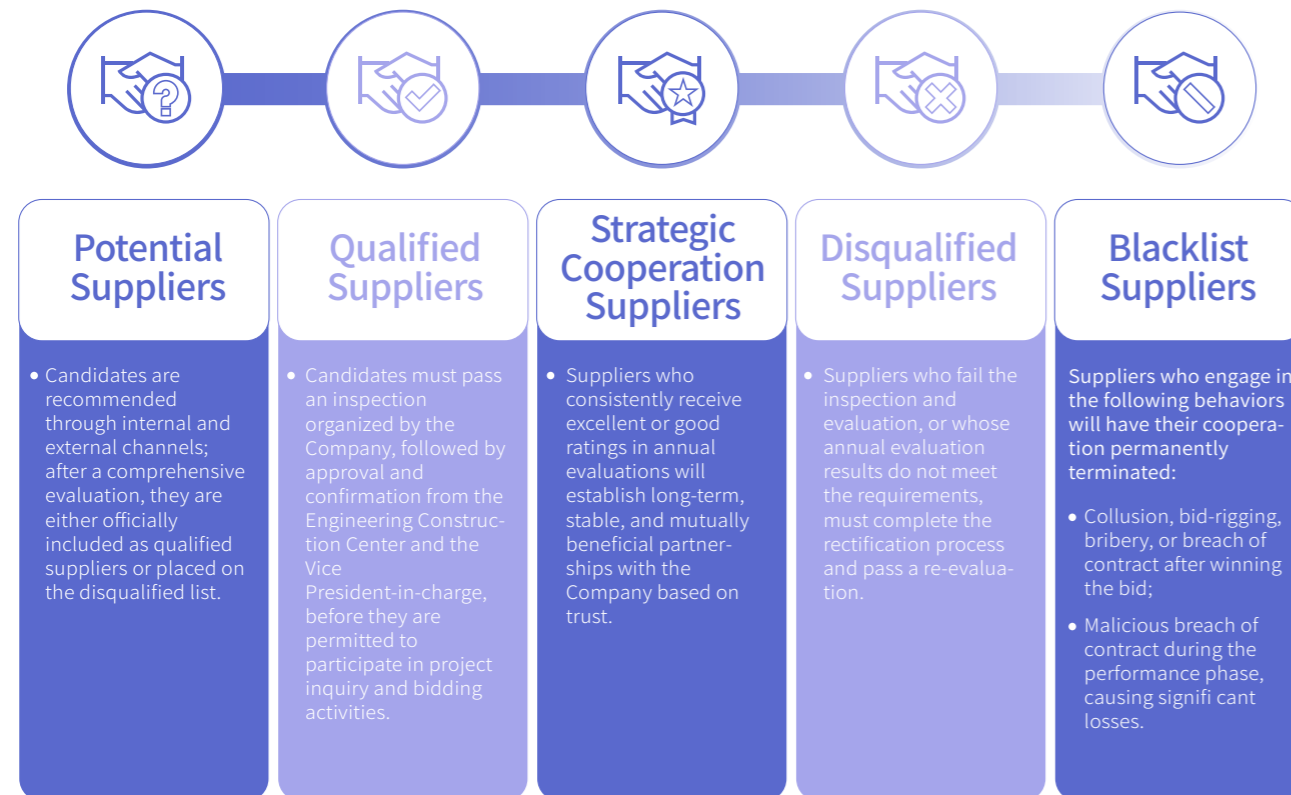 Potential
Suppliers
Candidates are
recommended
through internal and
external channels;
after a comprehensive
evaluation, they are
either officially
included as qualified
suppliers or placed on
the disqualified list.
Qualified
Suppliers
Candidates must pass
an inspection
organized by the
Company, followed by
approval and
confirmation from the
Engineering Construc-
tion Center and the
Vice
President-in-charge,
before they are
permitted to
participate in project
inquiry and bidding
activities.
Strategic
Cooperation
Suppliers
Suppliers who
consistently receive
excellent or good
ratings in annual
evaluations will
establish long-term,
stable, and mutually
beneficial partner-
ships with the
Company based on
trust.
Disqualified
Suppliers
Suppliers who fail the
inspection and
evaluation, or whose
annual evaluation
results do not meet
the requirements,
must complete the
rectification process
and pass a re-evalua-
tion.
Blacklist
Suppliers
Suppliers who engage in
the following behaviors
will have their coopera-
tion permanently
terminated:
Collusion, bid-rigging,
bribery, or breach of
contract after winning
the bid;
Malicious breach of
contract during the
performance phase,
causing signifi cant
losses.